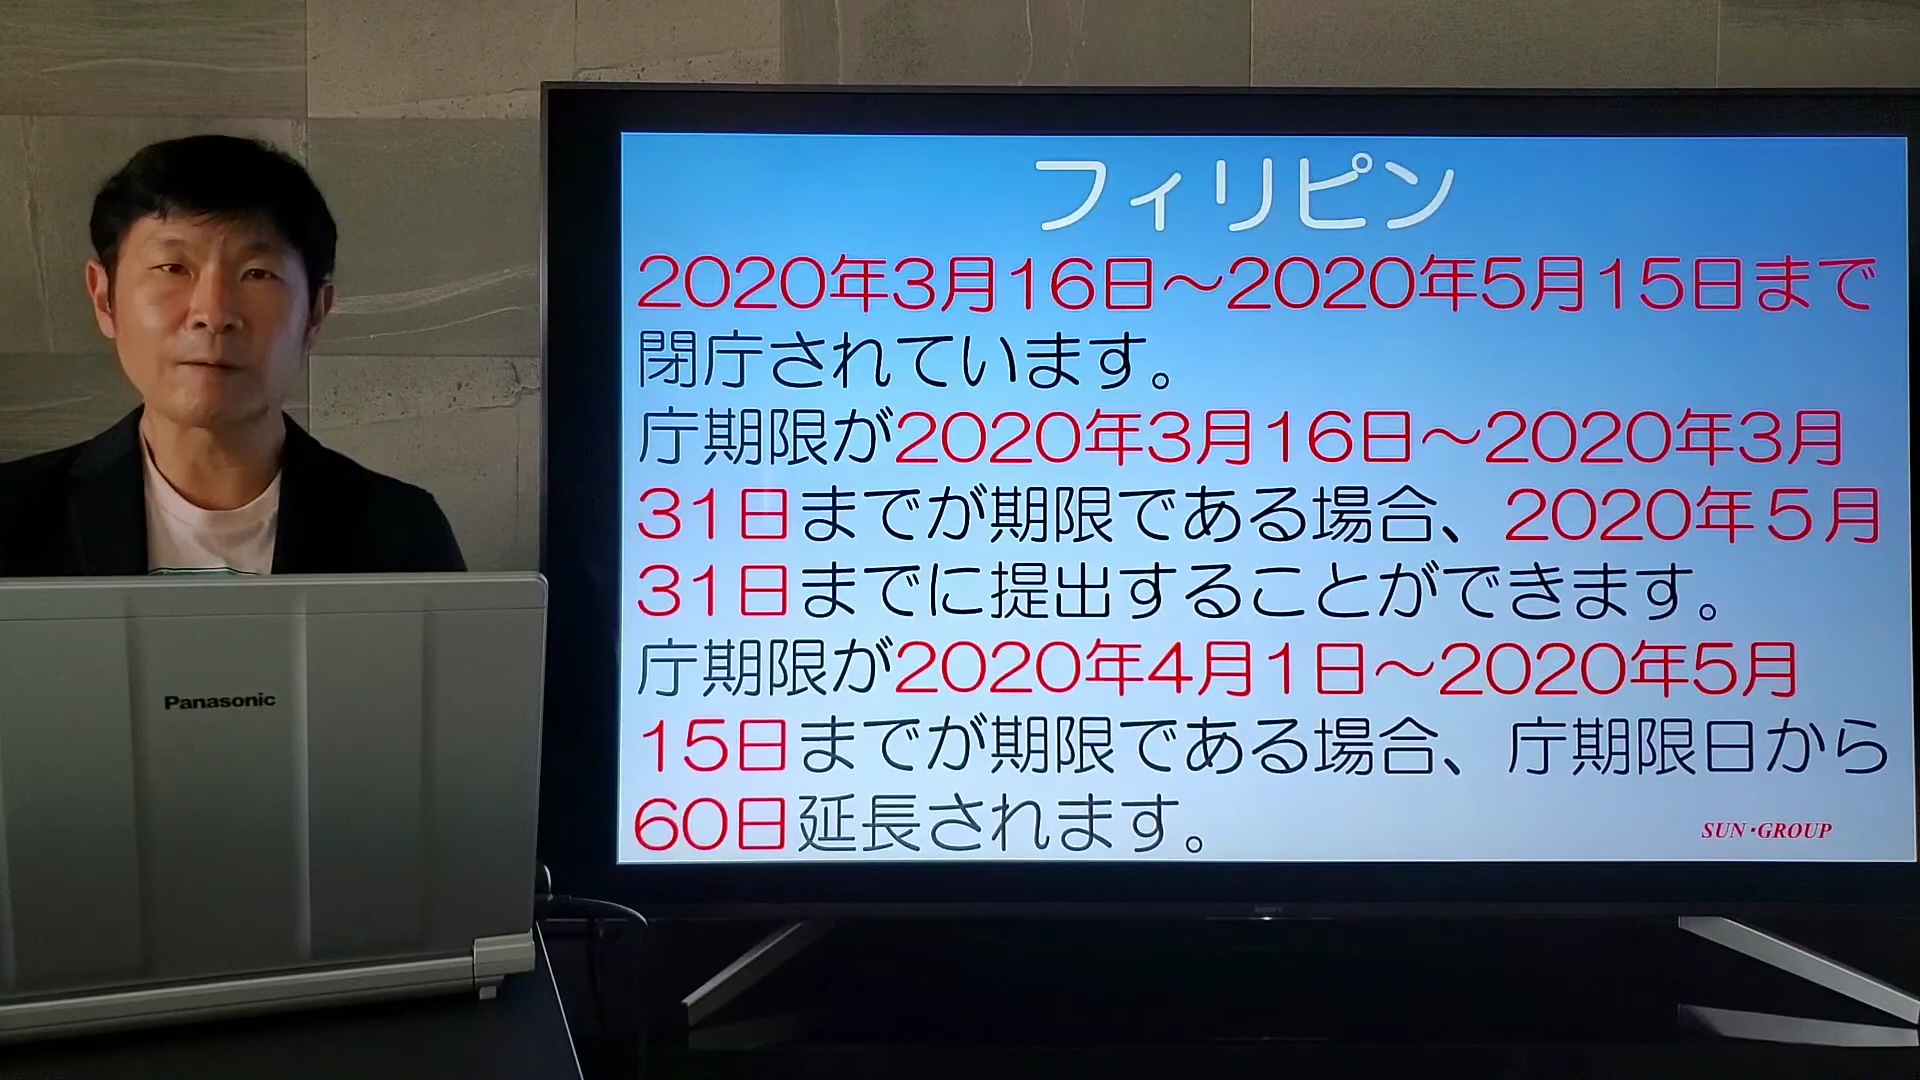 フィリピン
2020年3月16日～2020年5月15日まで
閉庁されています。
庁期限が2020年3月16日～2020年3月
31日までが期限である場合、2020年５月
31日までに提出することができます。
庁期限が2020年4月1日～2020年5月
15日までが期限である場合、庁期限日から
60日延長されます。
SUN・GROUP
Panasonic
SONY